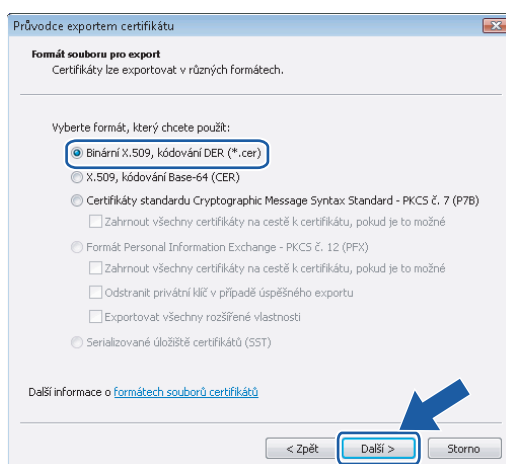 Průvodce exportem certifikátu
Formát souboru pro export
Certifikáty lze exportovat v různých formátech.
Vyberte formát, který chcete použít:
Binární X.509, kódování DER (*.cer)
X.509, kódování Base-64 (CER)
Certifikáty standardu Cryptographic Message Syntax Standard - PKCS č. 7 (P7B)
Zahrnout všechny certifikáty na cestě k certifikátu, pokud je to možné
Formát Personal Information Exchange - PKCS č. 12 (PFX)
Zahrnout všechny certifikáty na cestě k certifikátu, pokud je to možné
Odstranit privátní klíč v případě úspěšného exportu
Exportovat všechny rozšířené vlastnosti
Serializované úložiště certifikátů (SST)
Další informace o formátech souborů certifikátů
< Zpět Další > Storno